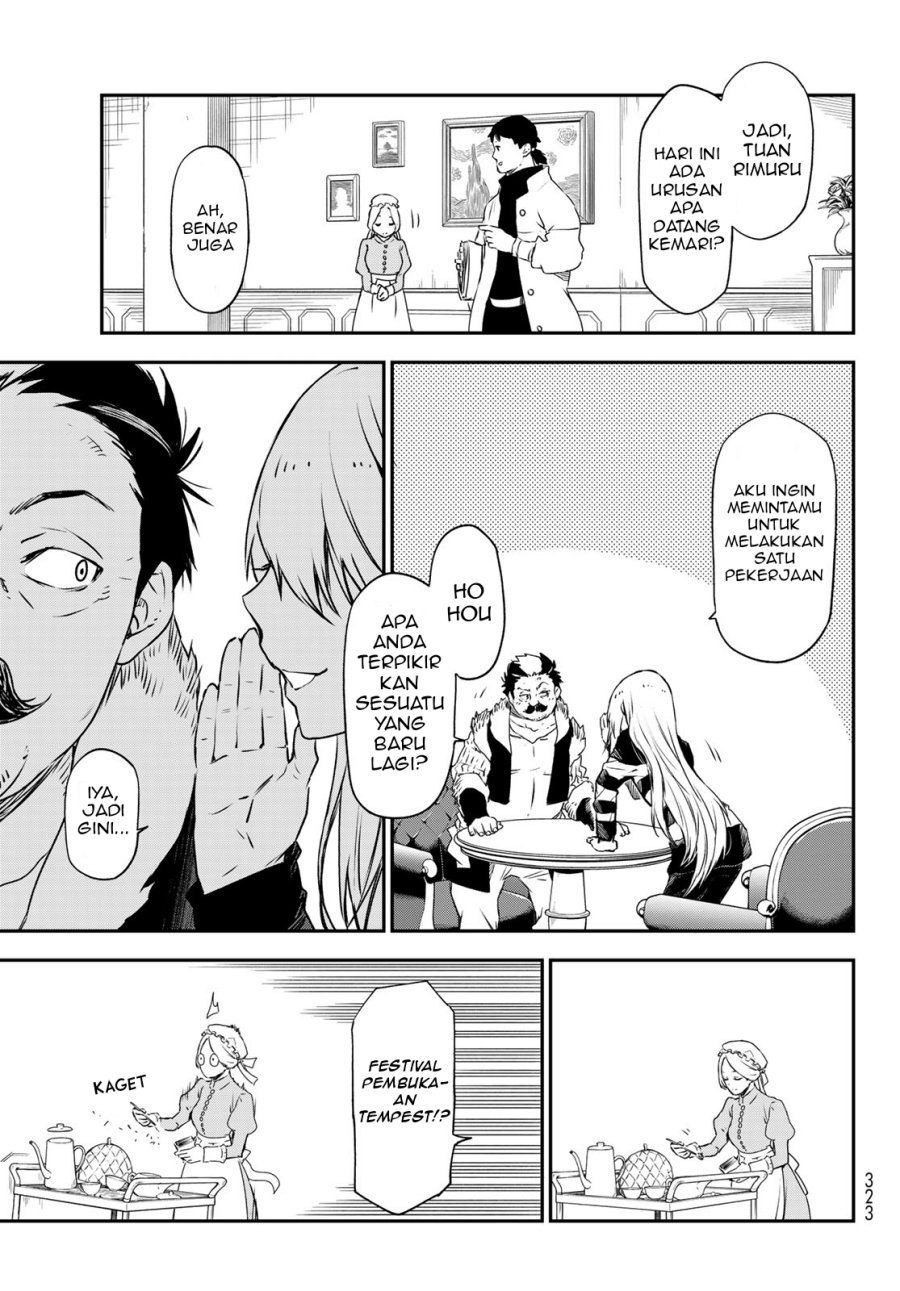 JADI,
TUAN
RIMURU
HARI INI
ADA
URUSAN
APA
DATANG
KEMARI?
AH,
BENAR
JUGA
AKU INGIN
MEMINTAMU
UNTUK
MELAKUKAN
SATU
PEKERJAAN
HO
HOU
APA
ANDA
TERPIKIR
KAN
SESUATU
YANG
BARU
LAGI?
IYA,
JADI
GINI...
FESTIVAL
PEMBUKA-
AN
TEMPEST!?
KAGET
323